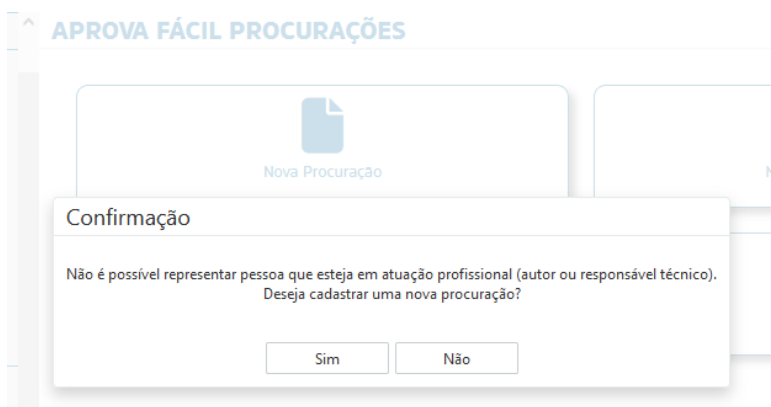 APROVA FÁCIL PROCURAÇÕES
Nova Procuração
Confirmação
Não é possível representar pessoa que esteja em atuação profissional (autor ou responsável técnico).
Deseja cadastrar uma nova procuração?
Sim
Não